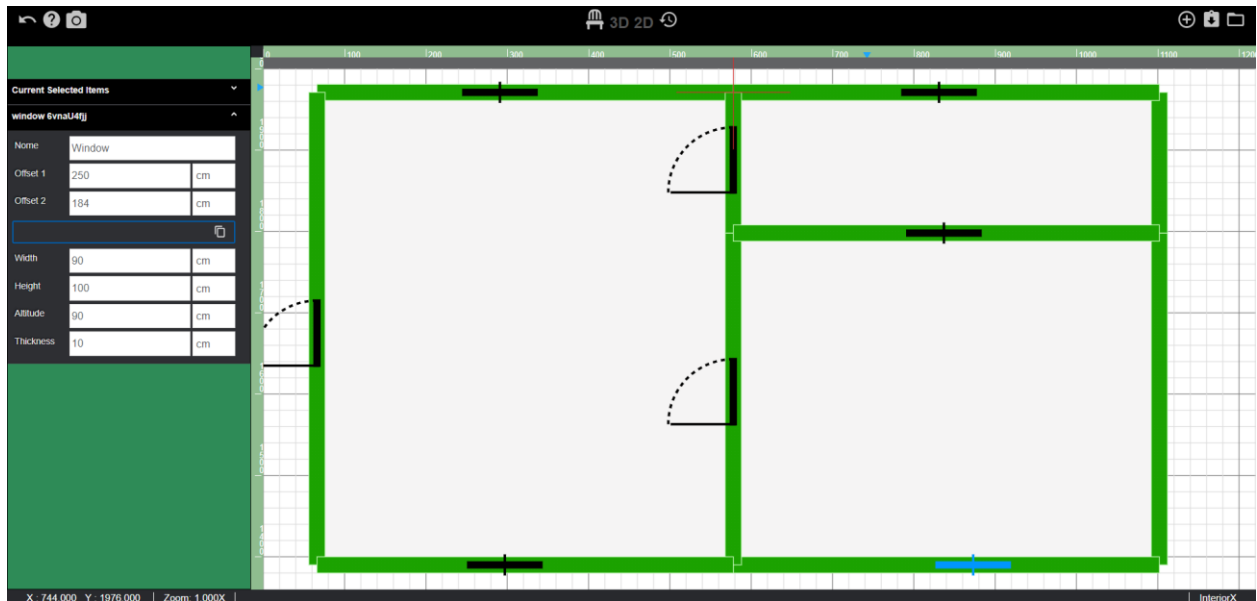 3D 2D
0 100 200 300 400 500 600 700 800 900 1000 1100 120
Current Selected Items
window 6vnaU4fjj
Nome Window
Offset 1 250 cm
Offset 2 184 cm
Width 90 cm
Height 100 cm
Altitude 90 cm
Thickness 10 cm
X : 744.000 Y : 1976.000 Zoom: 1.000X InteriorX